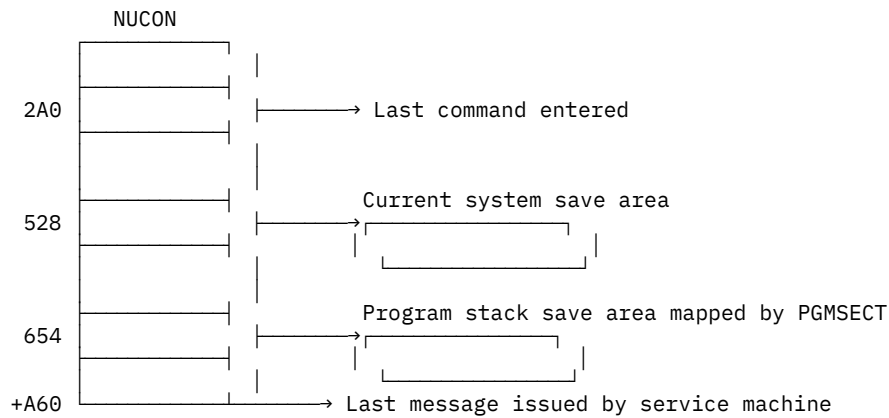 NUCON
2A0 Last command entered
Current system save area
528
Program stack save area mapped by PGMSECT
654
+A60 Last message issued by service machine